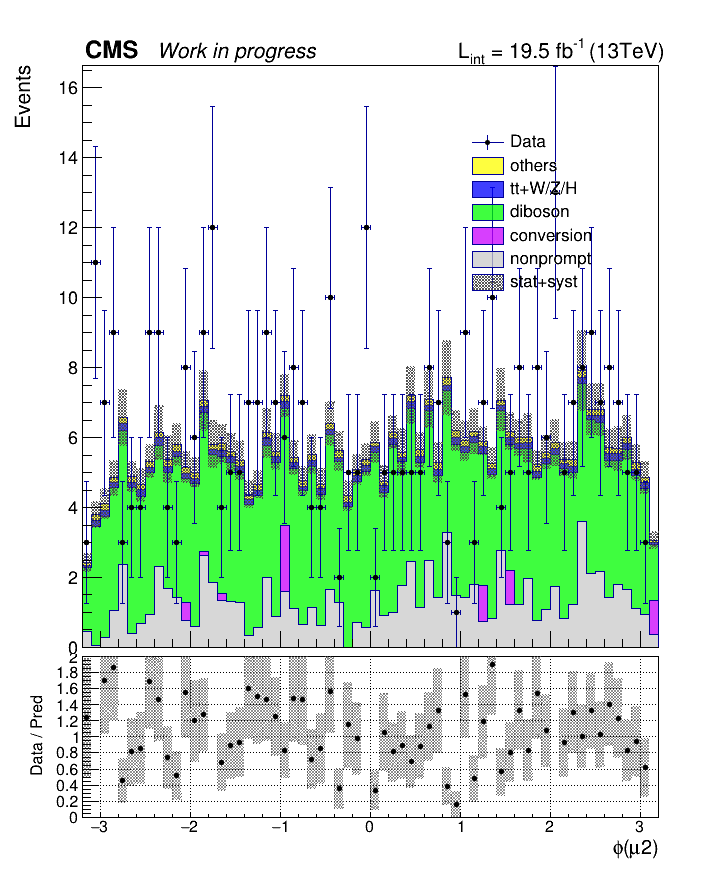 CMS Work in progress L_int = 19.5 fb^-1 (13TeV)
Events
16
14
12
10
8
6
4
2
0
Data
others
tt+W/Z/H
diboson
conversion
nonprompt
stat+syst
Data / Pred
2
1.8
1.6
1.4
1.2
1
0.8
0.6
0.4
0.2
0
−3 −2 −1 0 1 2 3
ϕ(μ2)